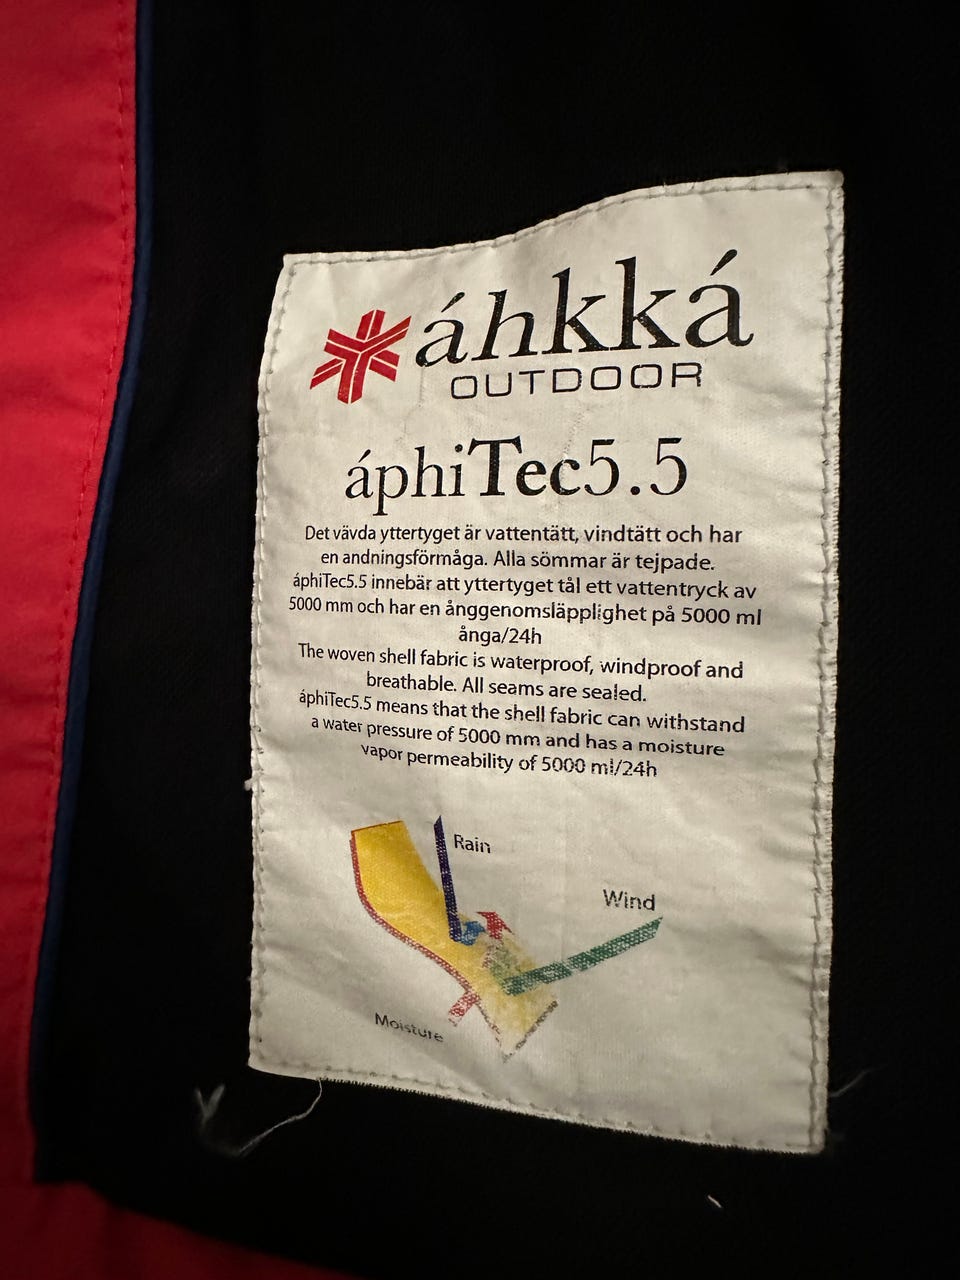 áhkká
OUTDOOR
áphiTec5.5
Det vävda yttertyget är vattentätt, vindtätt och har
en andningsförmåga. Alla sömmar är tejpade.
áphiTec5.5 innebär att yttertyget tål ett vattentryck av
5000 mm och har en ånggenomsläpplighet på 5000 ml
ånga/24h
The woven shell fabric is waterproof, windproof and
breathable. All seams are sealed.
áphiTec5.5 means that the shell fabric can withstand
a water pressure of 5000 mm and has a moisture
vapor permeability of 5000 ml/24h
Rain
Wind
Moisture